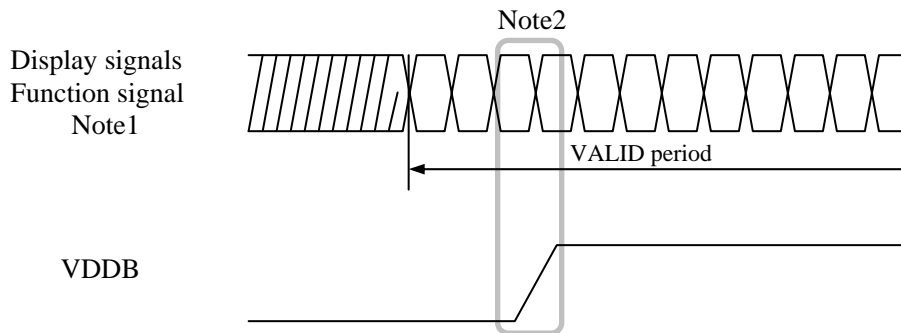 Note2
Display signals
Function signal
Note1
VALID period
VDDB